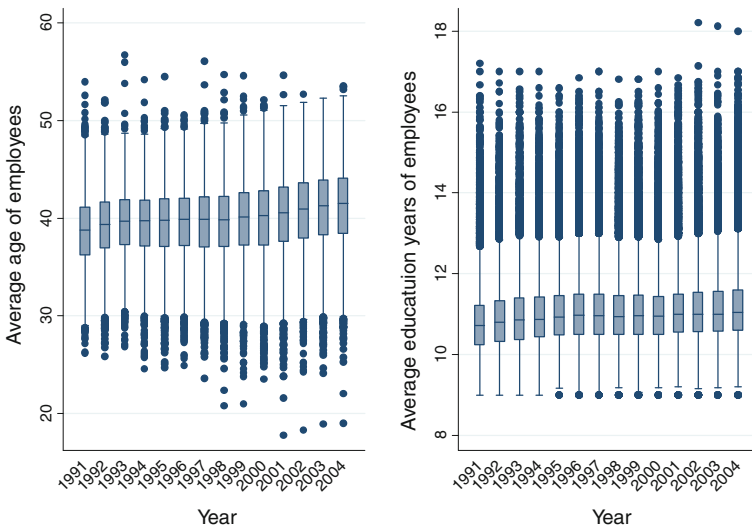 Average age of employees
60
50
40
30
20
1991 1992 1993 1994 1995 1996 1997 1998 1999 2000 2001 2002 2003 2004
Year
Average educatuion years of employees
18
16
14
12
10
8
1991 1992 1993 1994 1995 1996 1997 1998 1999 2000 2001 2002 2003 2004
Year